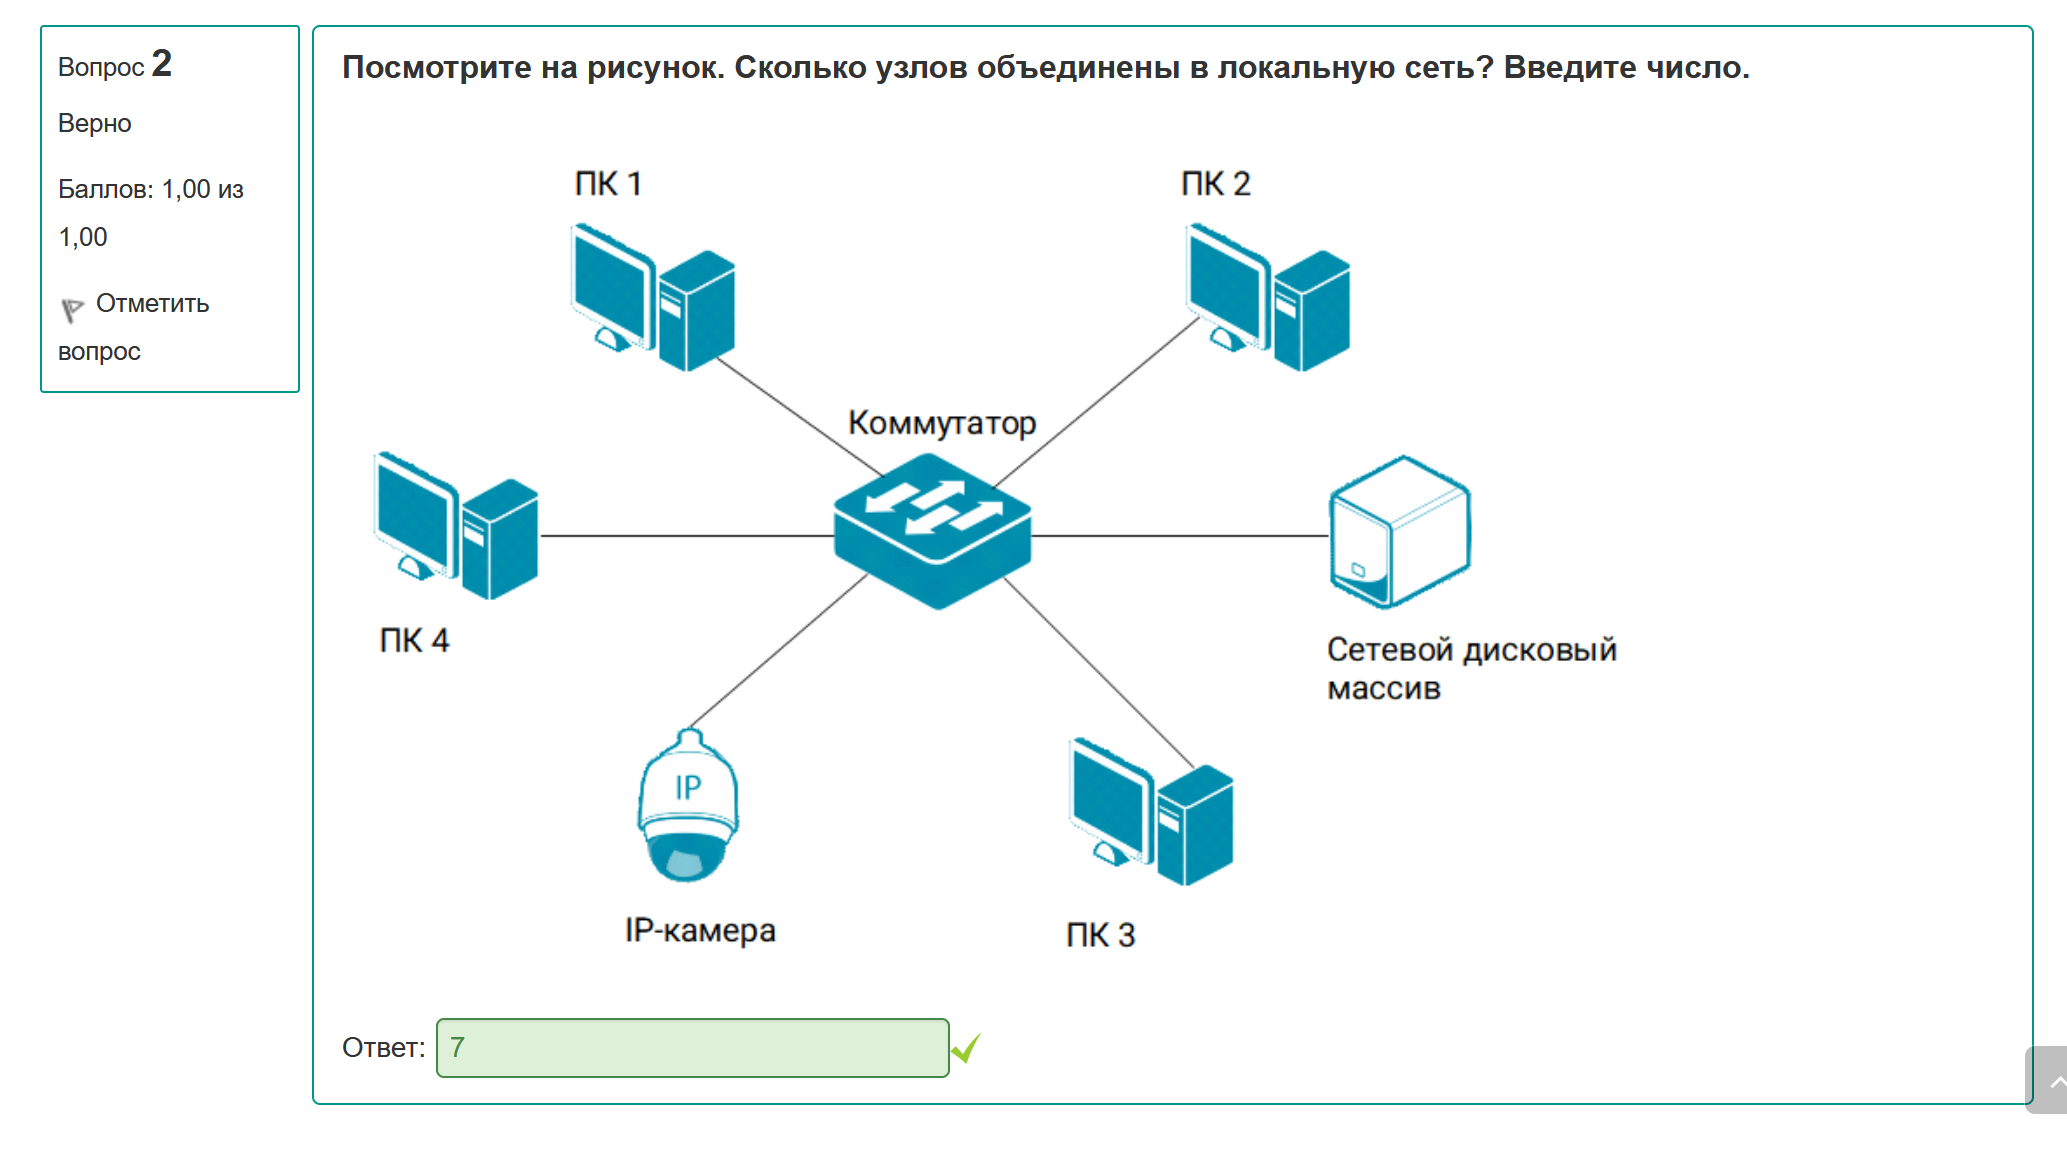 Вопрос 2
Верно
Баллов: 1,00 из
1,00
Отметить
вопрос
Посмотрите на рисунок. Сколько узлов объединены в локальную сеть? Введите число.
ПК 1
ПК 2
Коммутатор
ПК 4
Сетевой дисковый
массив
IP
IP-камера
ПК 3
Ответ: 7